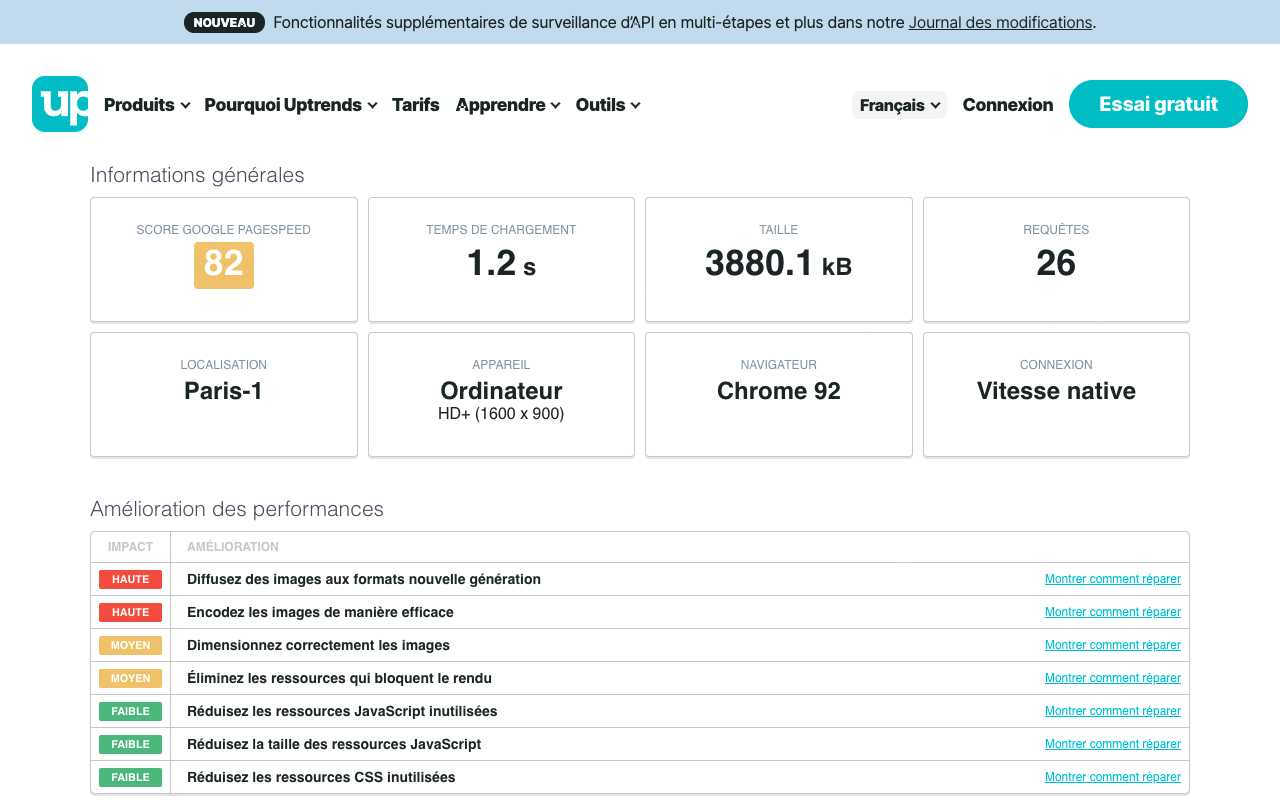 NOUVEAU Fonctionnalités supplémentaires de surveillance d'API en multi-étapes et plus dans notre Journal des modifications.
up Produits Pourquoi Uptrends Tarifs Apprendre Outils Français Connexion Essai gratuit
Informations générales
SCORE GOOGLE PAGESPEED
82
TEMPS DE CHARGEMENT
1.2 s
TAILLE
3880.1 kB
REQUÊTES
26
LOCALISATION
Paris-1
APPAREIL
Ordinateur
HD+ (1600 x 900)
NAVIGATEUR
Chrome 92
CONNEXION
Vitesse native
Amélioration des performances
IMPACT AMÉLIORATION
HAUTE Diffusez des images aux formats nouvelle génération Montrer comment réparer
HAUTE Encodez les images de manière efficace Montrer comment réparer
MOYEN Dimensionnez correctement les images Montrer comment réparer
MOYEN Éliminez les ressources qui bloquent le rendu Montrer comment réparer
FAIBLE Réduisez les ressources JavaScript inutilisées Montrer comment réparer
FAIBLE Réduisez la taille des ressources JavaScript Montrer comment réparer
FAIBLE Réduisez les ressources CSS inutilisées Montrer comment réparer